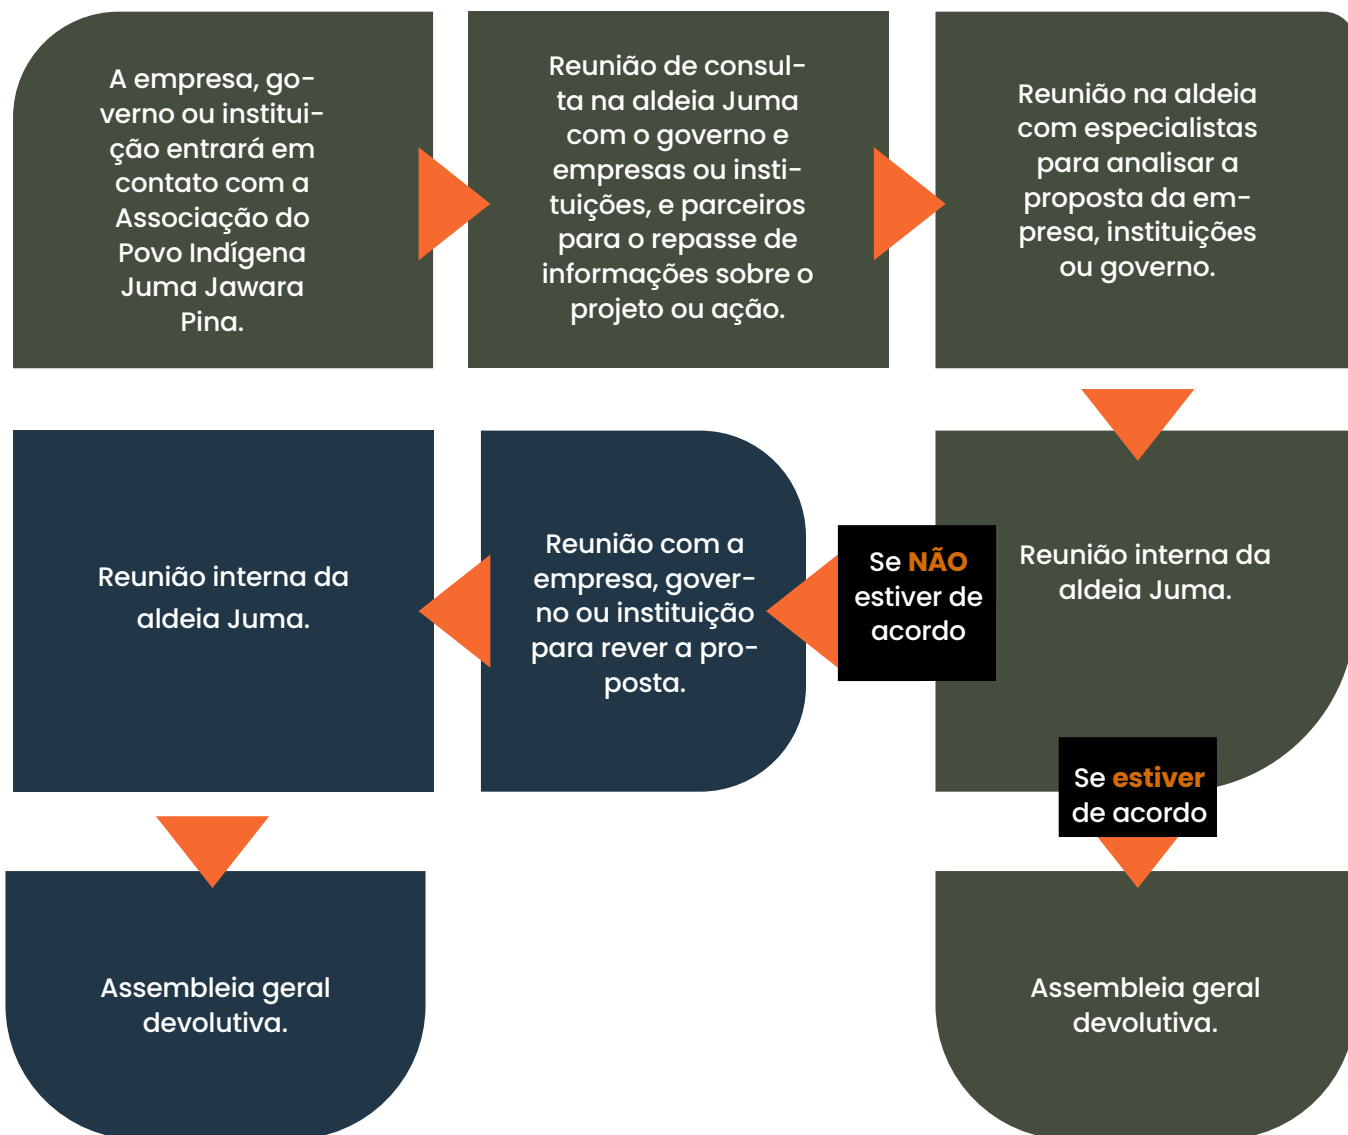 A empresa, go-
verno ou institui-
ção entrará em
contato com a
Associação do
Povo Indígena
Juma Jawara
Pina.
Reunião de consul-
ta na aldeia Juma
com o governo e
empresas ou insti-
tuições, e parceiros
para o repasse de
informações sobre o
projeto ou ação.
Reunião na aldeia
com especialistas
para analisar a
proposta da em-
presa, instituições
ou governo.
Reunião interna da
aldeia Juma.
Se NÃO
estiver de
acordo
Reunião com a
empresa, gover-
no ou instituição
para rever a pro-
posta.
Reunião interna da
aldeia Juma.
Assembleia geral
devolutiva.
Se estiver
de acordo
Assembleia geral
devolutiva.